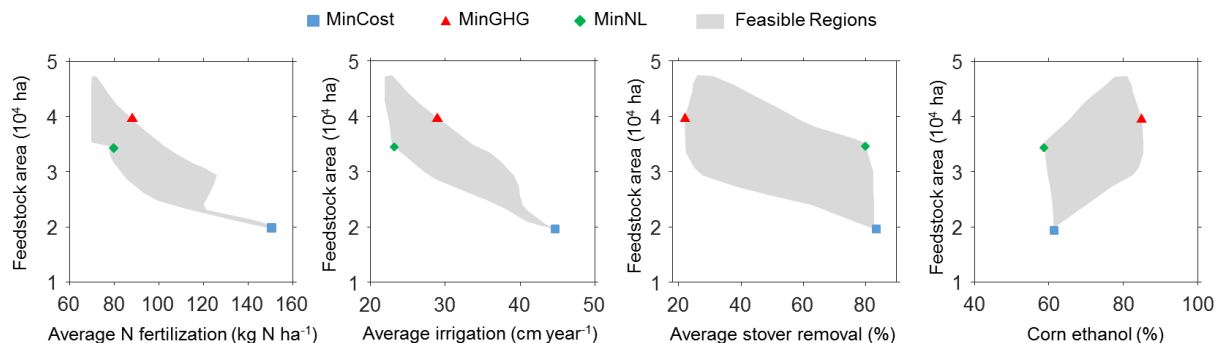 MinCost MinGHG MinNL Feasible Regions
Feedstock area (10⁴ ha)
5
4
3
2
1
60 80 100 120 140 160
Average N fertilization (kg N ha⁻¹)
Feedstock area (10⁴ ha)
5
4
3
2
1
20 30 40 50
Average irrigation (cm year⁻¹)
Feedstock area (10⁴ ha)
5
4
3
2
1
20 40 60 80
Average stover removal (%)
Feedstock area (10⁴ ha)
5
4
3
2
1
40 60 80 100
Corn ethanol (%)